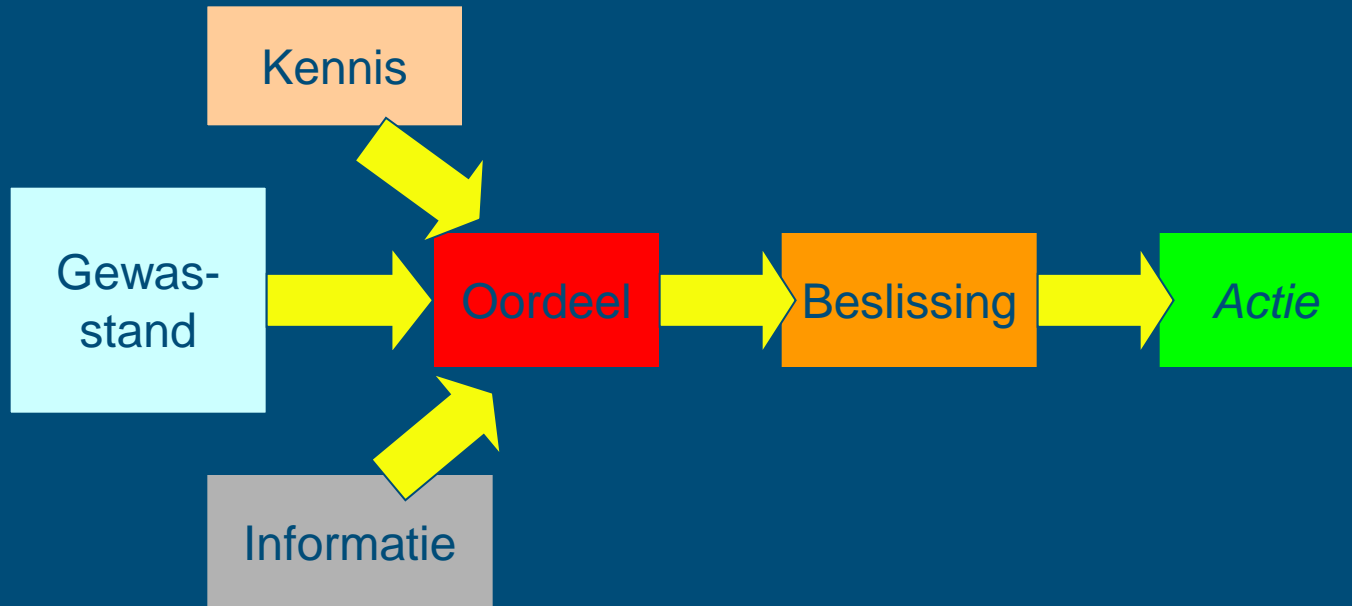 Kennis
Gewas-
stand
Oordeel
Beslissing
Actie
Informatie